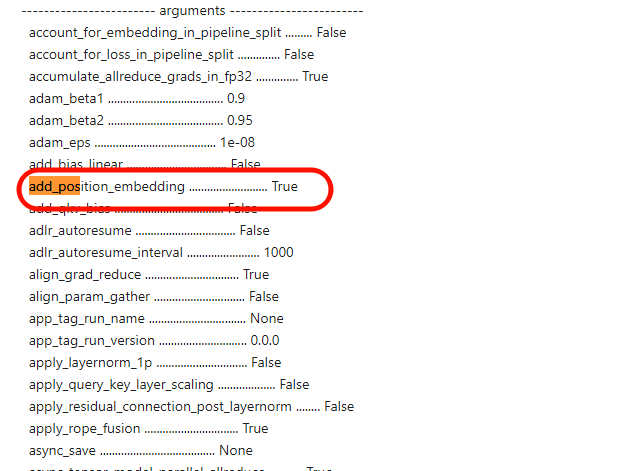 ------------------------ arguments ------------------------
account_for_embedding_in_pipeline_split ......... False
account_for_loss_in_pipeline_split .............. False
accumulate_allreduce_grads_in_fp32 .............. True
adam_beta1 ...................................... 0.9
adam_beta2 ...................................... 0.95
adam_eps ........................................ 1e-08
add_bias_linear ................................. False
add_position_embedding .......................... True
add_qkv_bias .................................... False
adlr_autoresume ................................. False
adlr_autoresume_interval ........................ 1000
align_grad_reduce ............................... True
align_param_gather .............................. False
app_tag_run_name ................................ None
app_tag_run_version ............................. 0.0.0
apply_layernorm_1p .............................. False
apply_query_key_layer_scaling ................... False
apply_residual_connection_post_layernorm ........ False
apply_rope_fusion ............................... True
async_save ...................................... None
async_tensor_model_parallel_allreduce ........... True